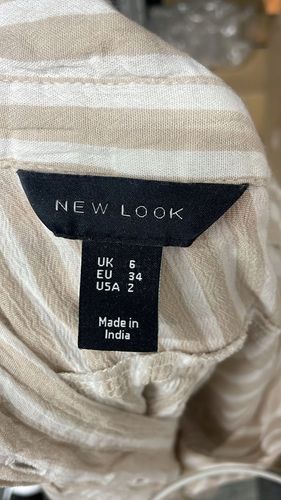 NEW LOOK
UK 6
EU 34
USA 2
Made in
India